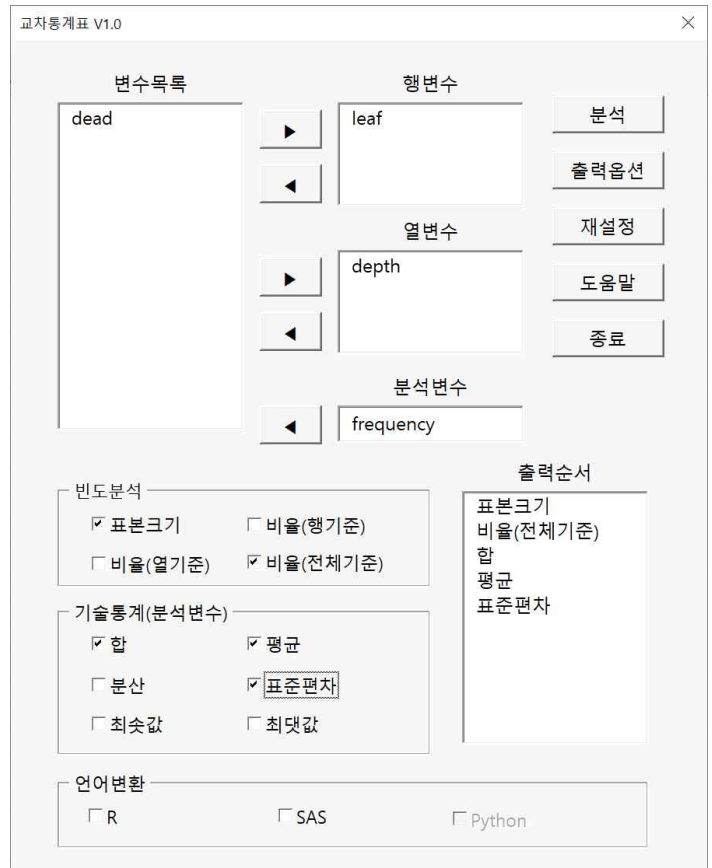 교차통계표 V1.0
변수목록
dead
행변수
leaf
열변수
depth
분석변수
frequency
분석
출력옵션
재설정
도움말
종료
빈도분석
표본크기
비율(행기준)
비율(열기준)
비율(전체기준)
기술통계(분석변수)
합
평균
분산
표준편차
최솟값
최댓값
출력순서
표본크기
비율(전체기준)
합
평균
표준편차
언어변환
R
SAS
Python